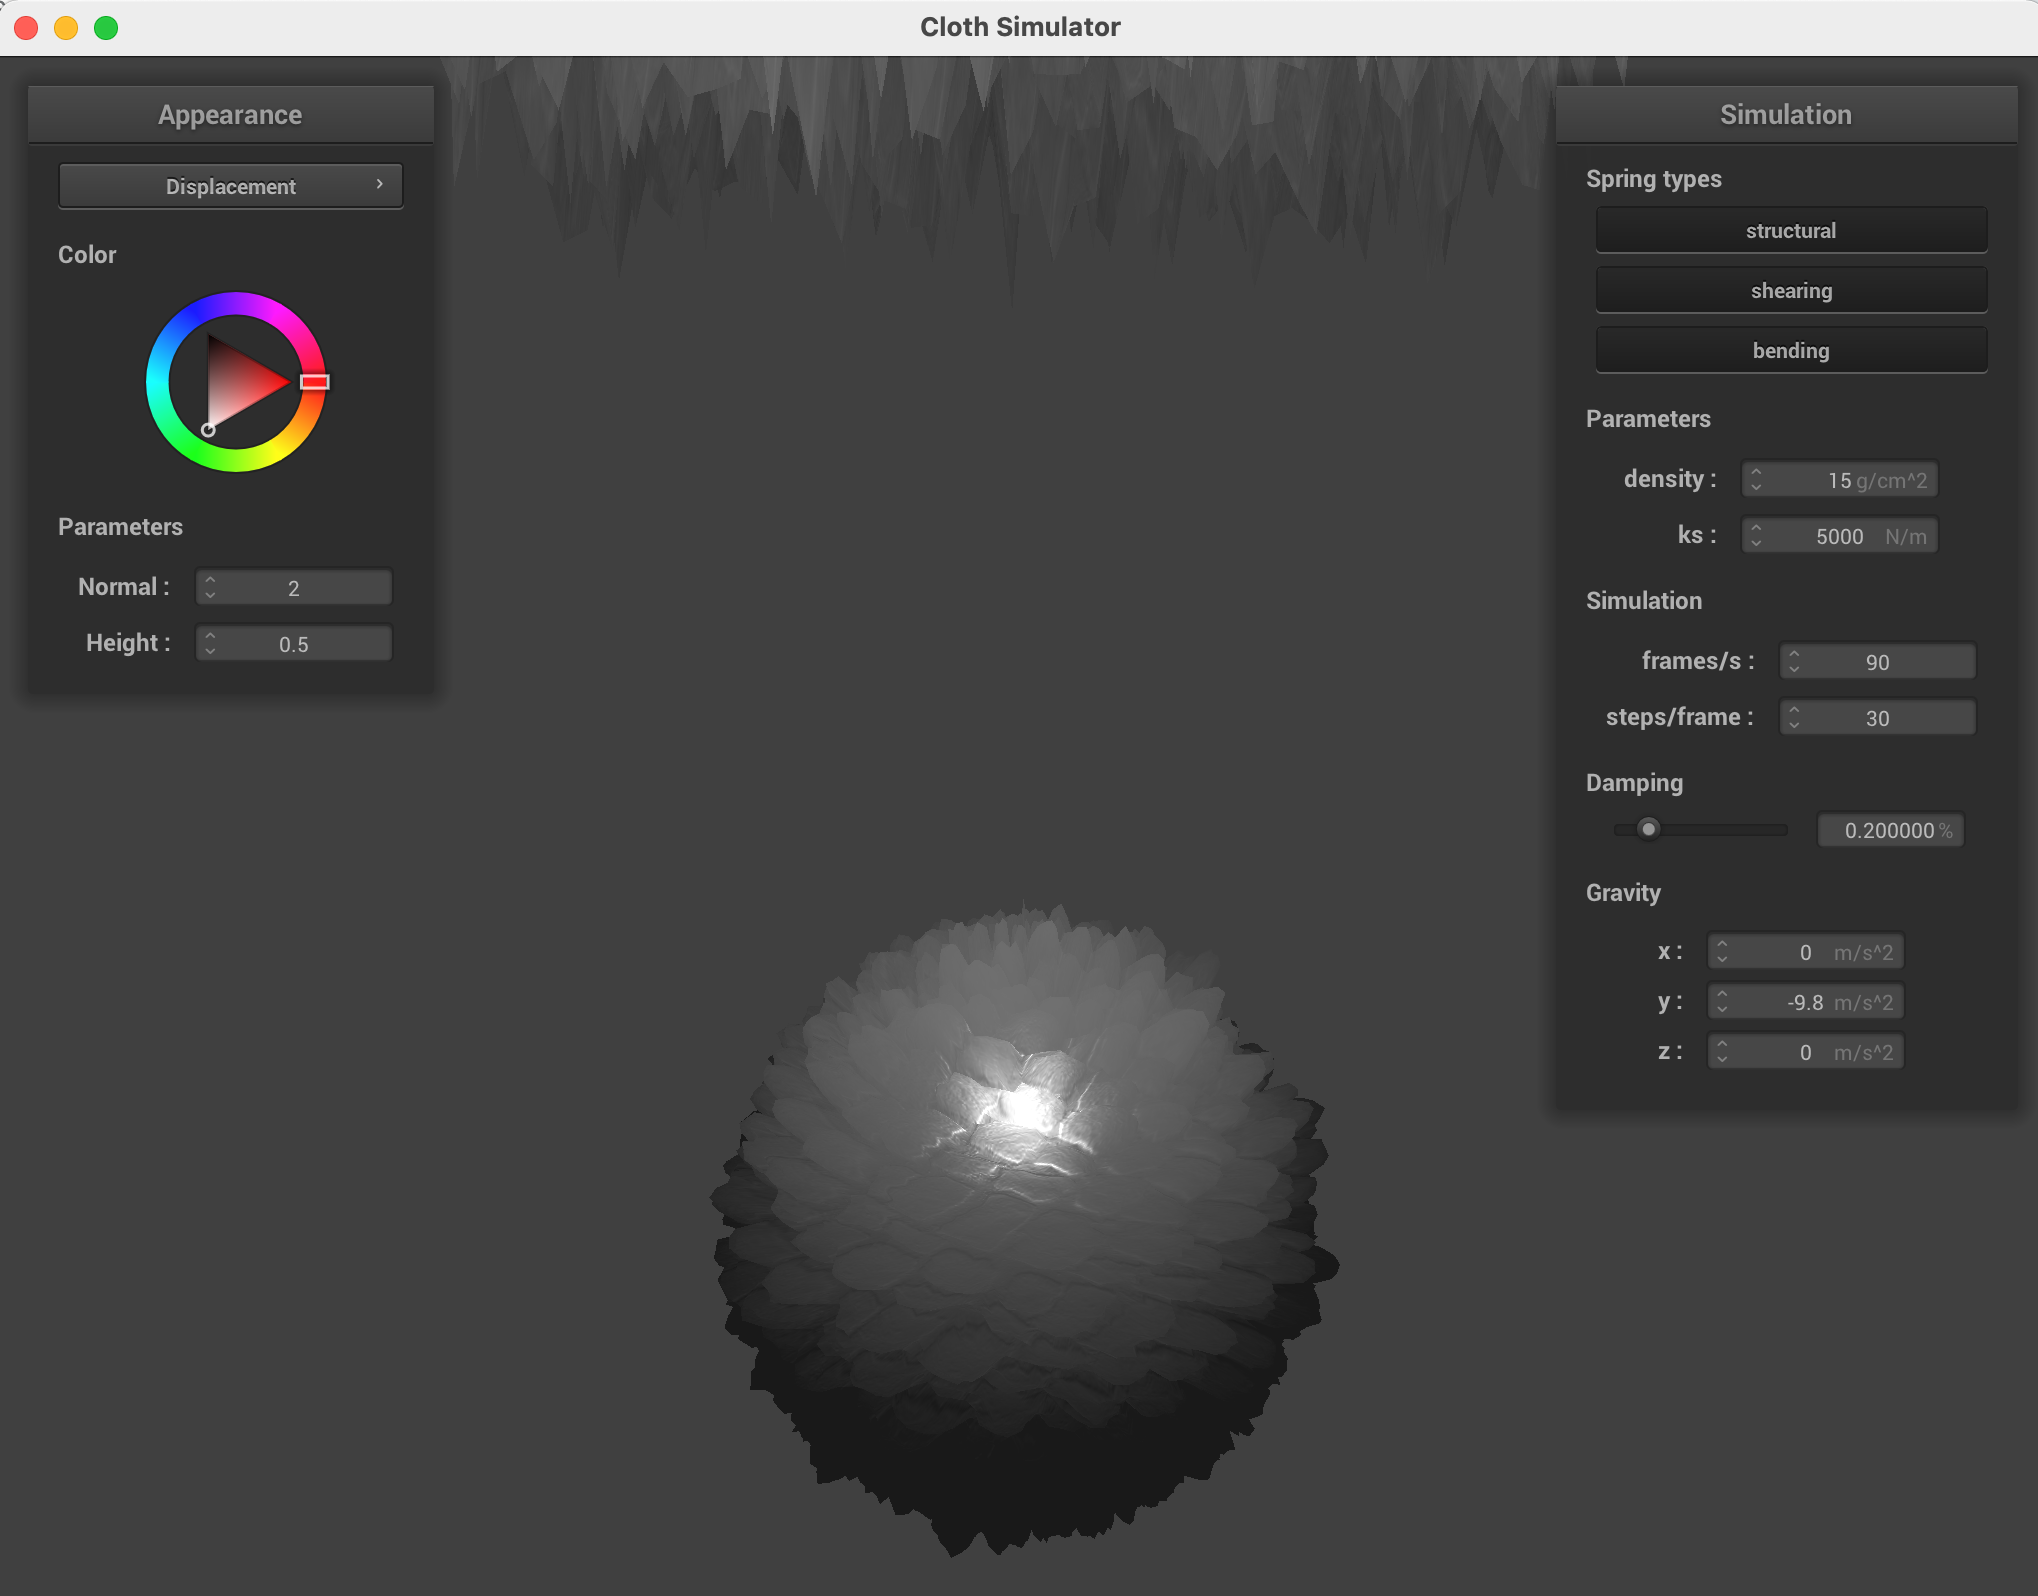 Cloth Simulator
Appearance
Displacement
Color
Parameters
Normal : 2
Height : 0.5
Simulation
Spring types
structural
shearing
bending
Parameters
density : 15 g/cm^2
ks : 5000 N/m
Simulation
frames/s : 90
steps/frame : 30
Damping
0.200000 %
Gravity
x : 0 m/s^2
y : -9.8 m/s^2
z : 0 m/s^2